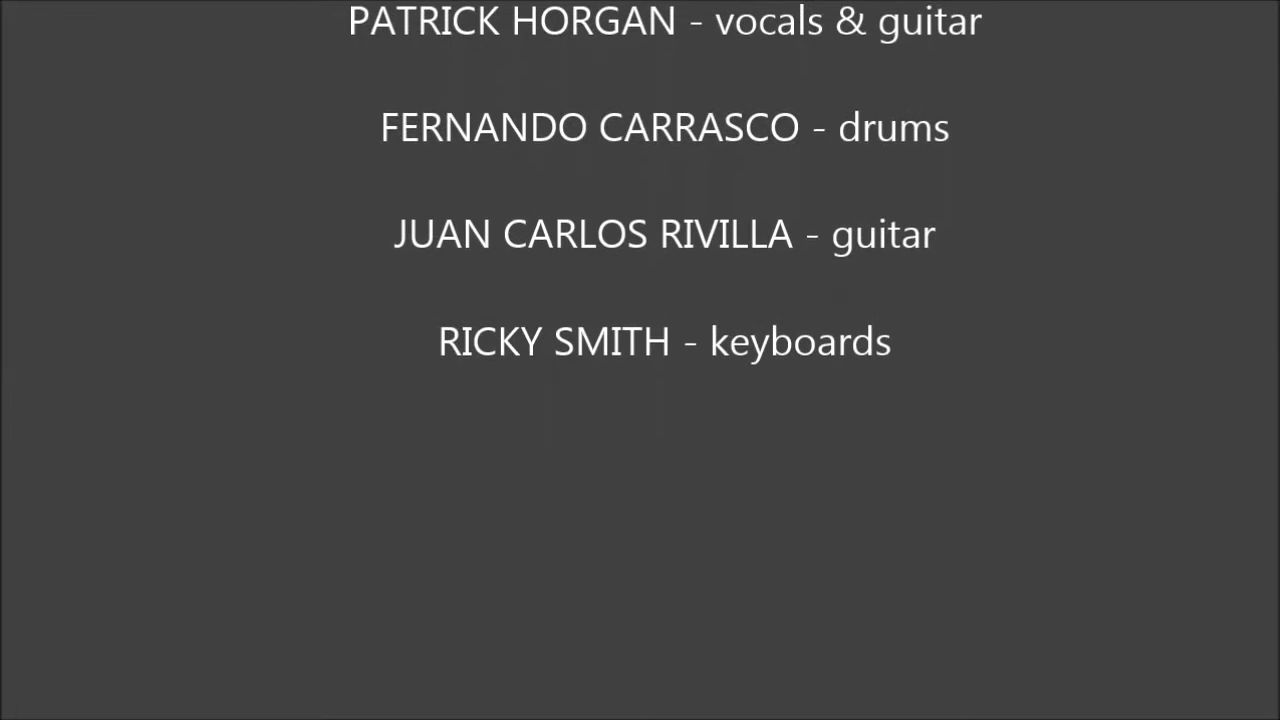 PATRICK HORGAN - vocals & guitar
FERNANDO CARRASCO - drums
JUAN CARLOS RIVILLA - guitar
RICKY SMITH - keyboards